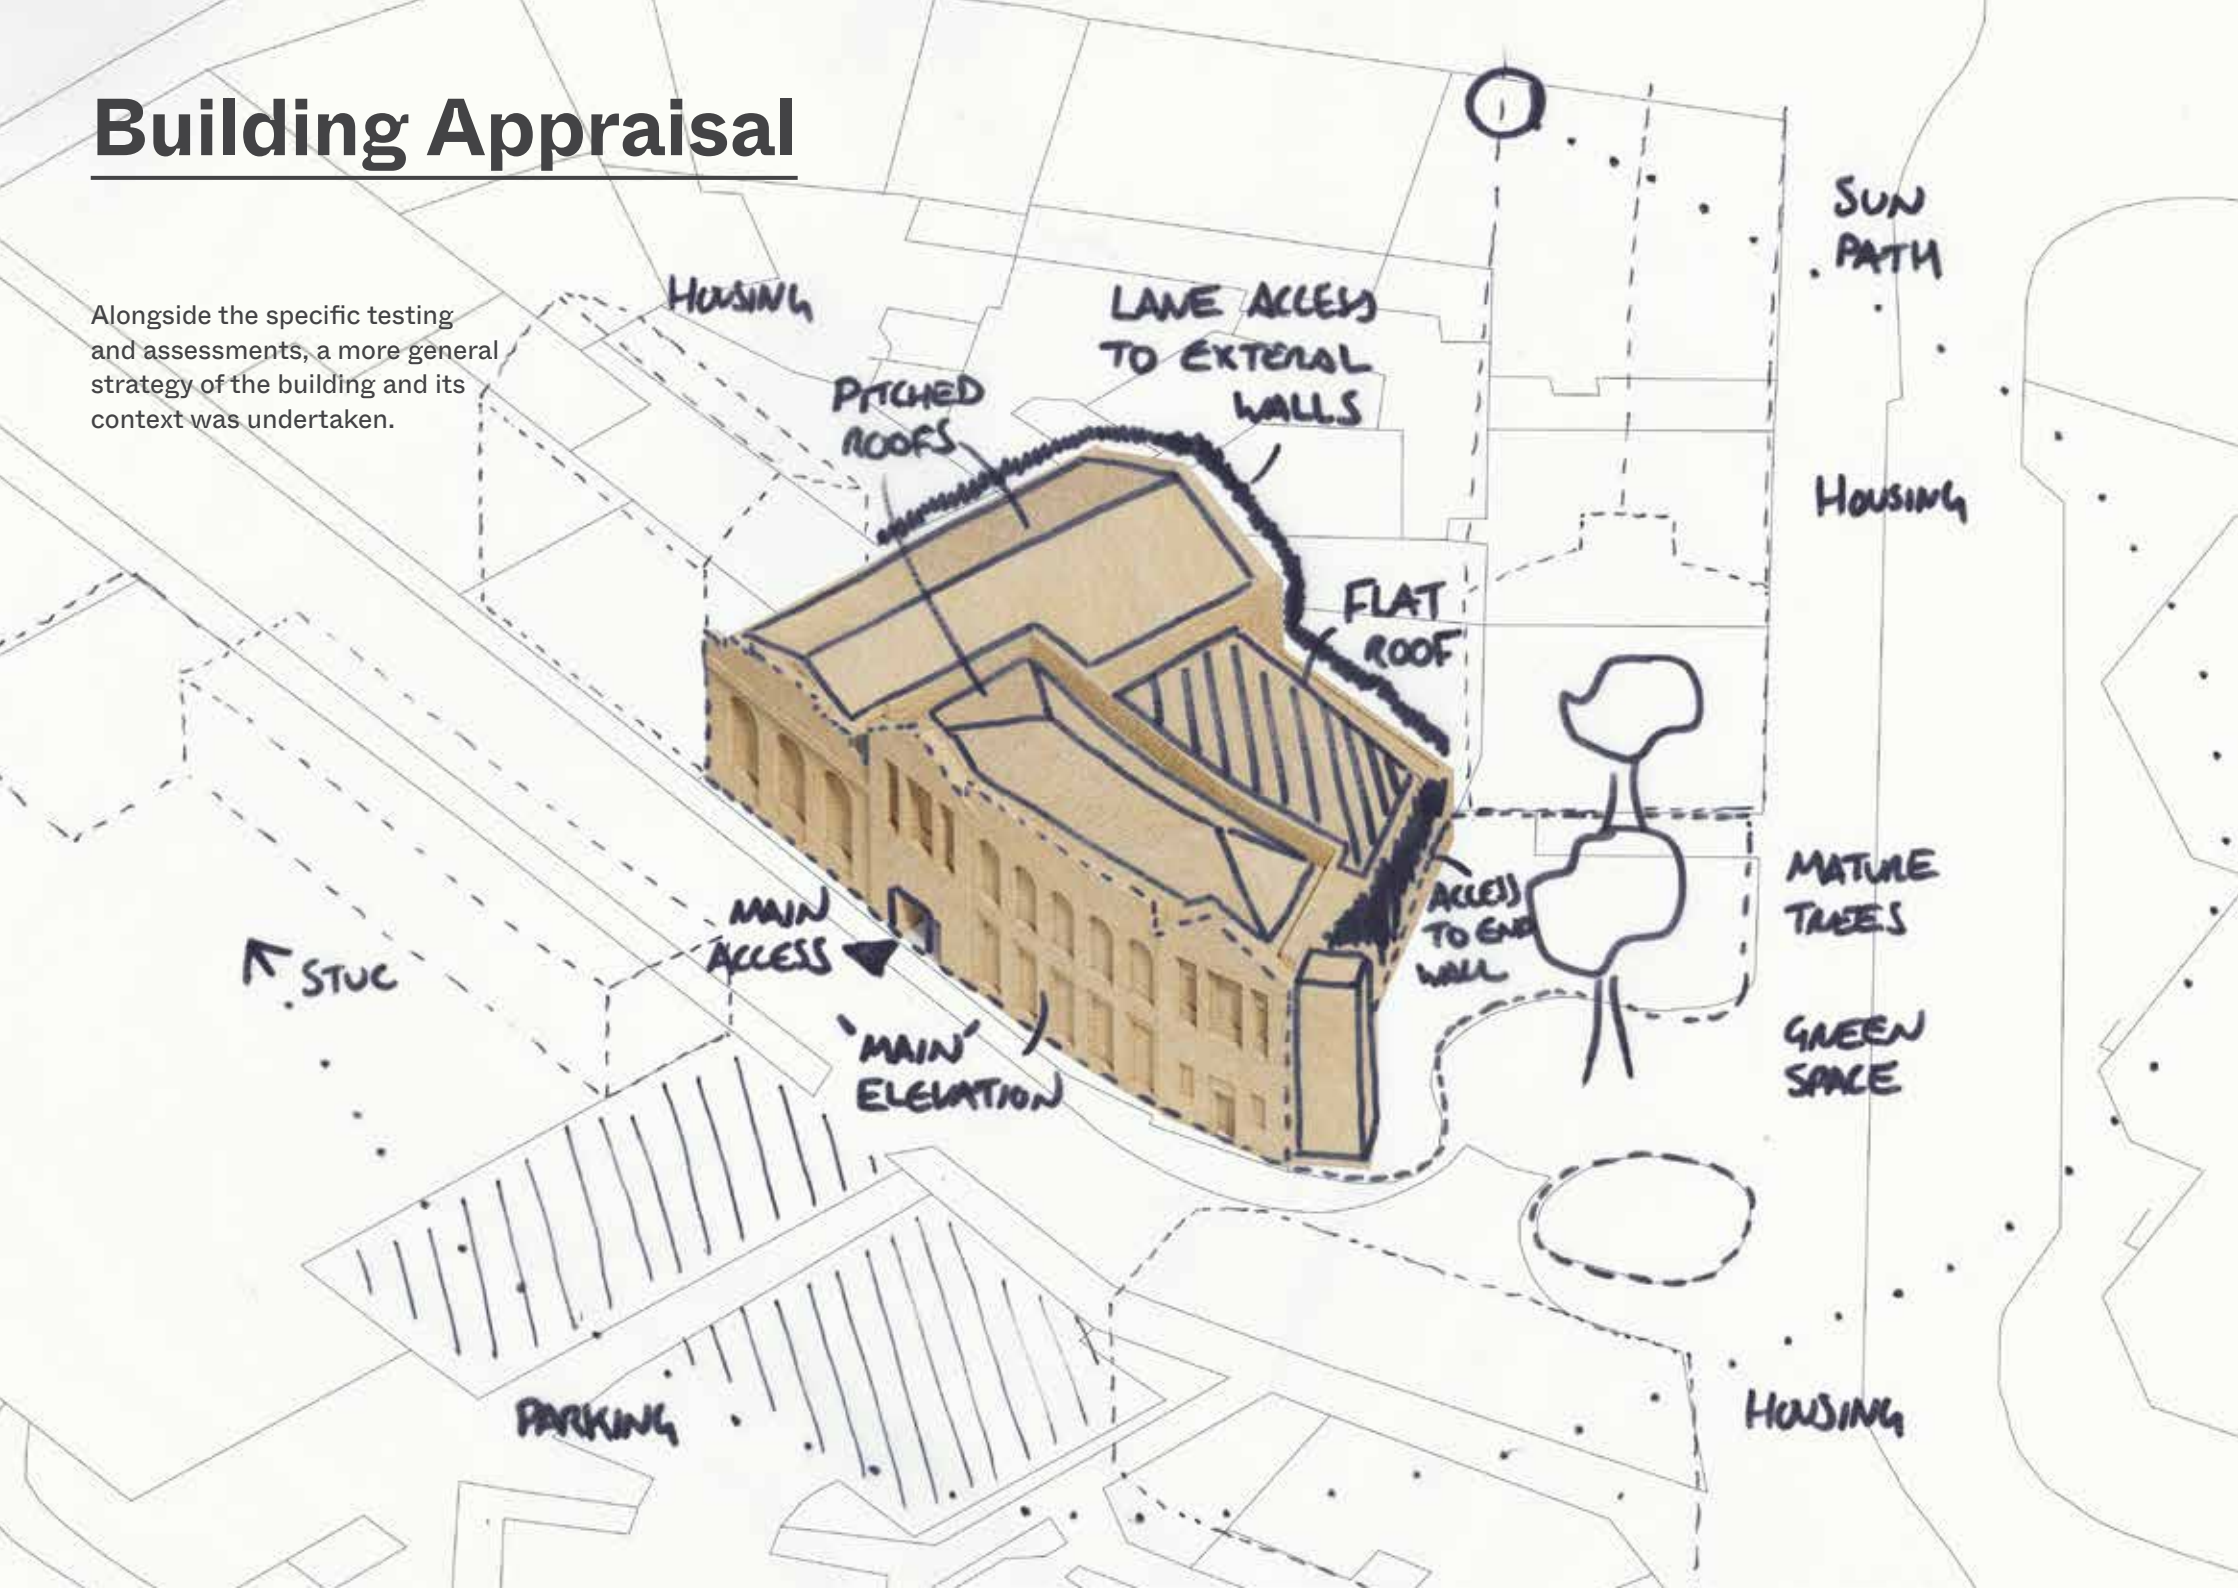 Building Appraisal
Alongside the specific testing
and assessments, a more general
strategy of the building and its
context was undertaken.
HOUSING
LANE ACCESS
TO EXTERAL
WALLS
SUN
PATH
PITCHED
ROOFS
HOUSING
FLAT
ROOF
MAIN
ACCESS
ACCESS
TO END
WALL
MATURE
TREES
STUC
'MAIN'
ELEVATION
GREEN
SPACE
PARKING
HOUSING